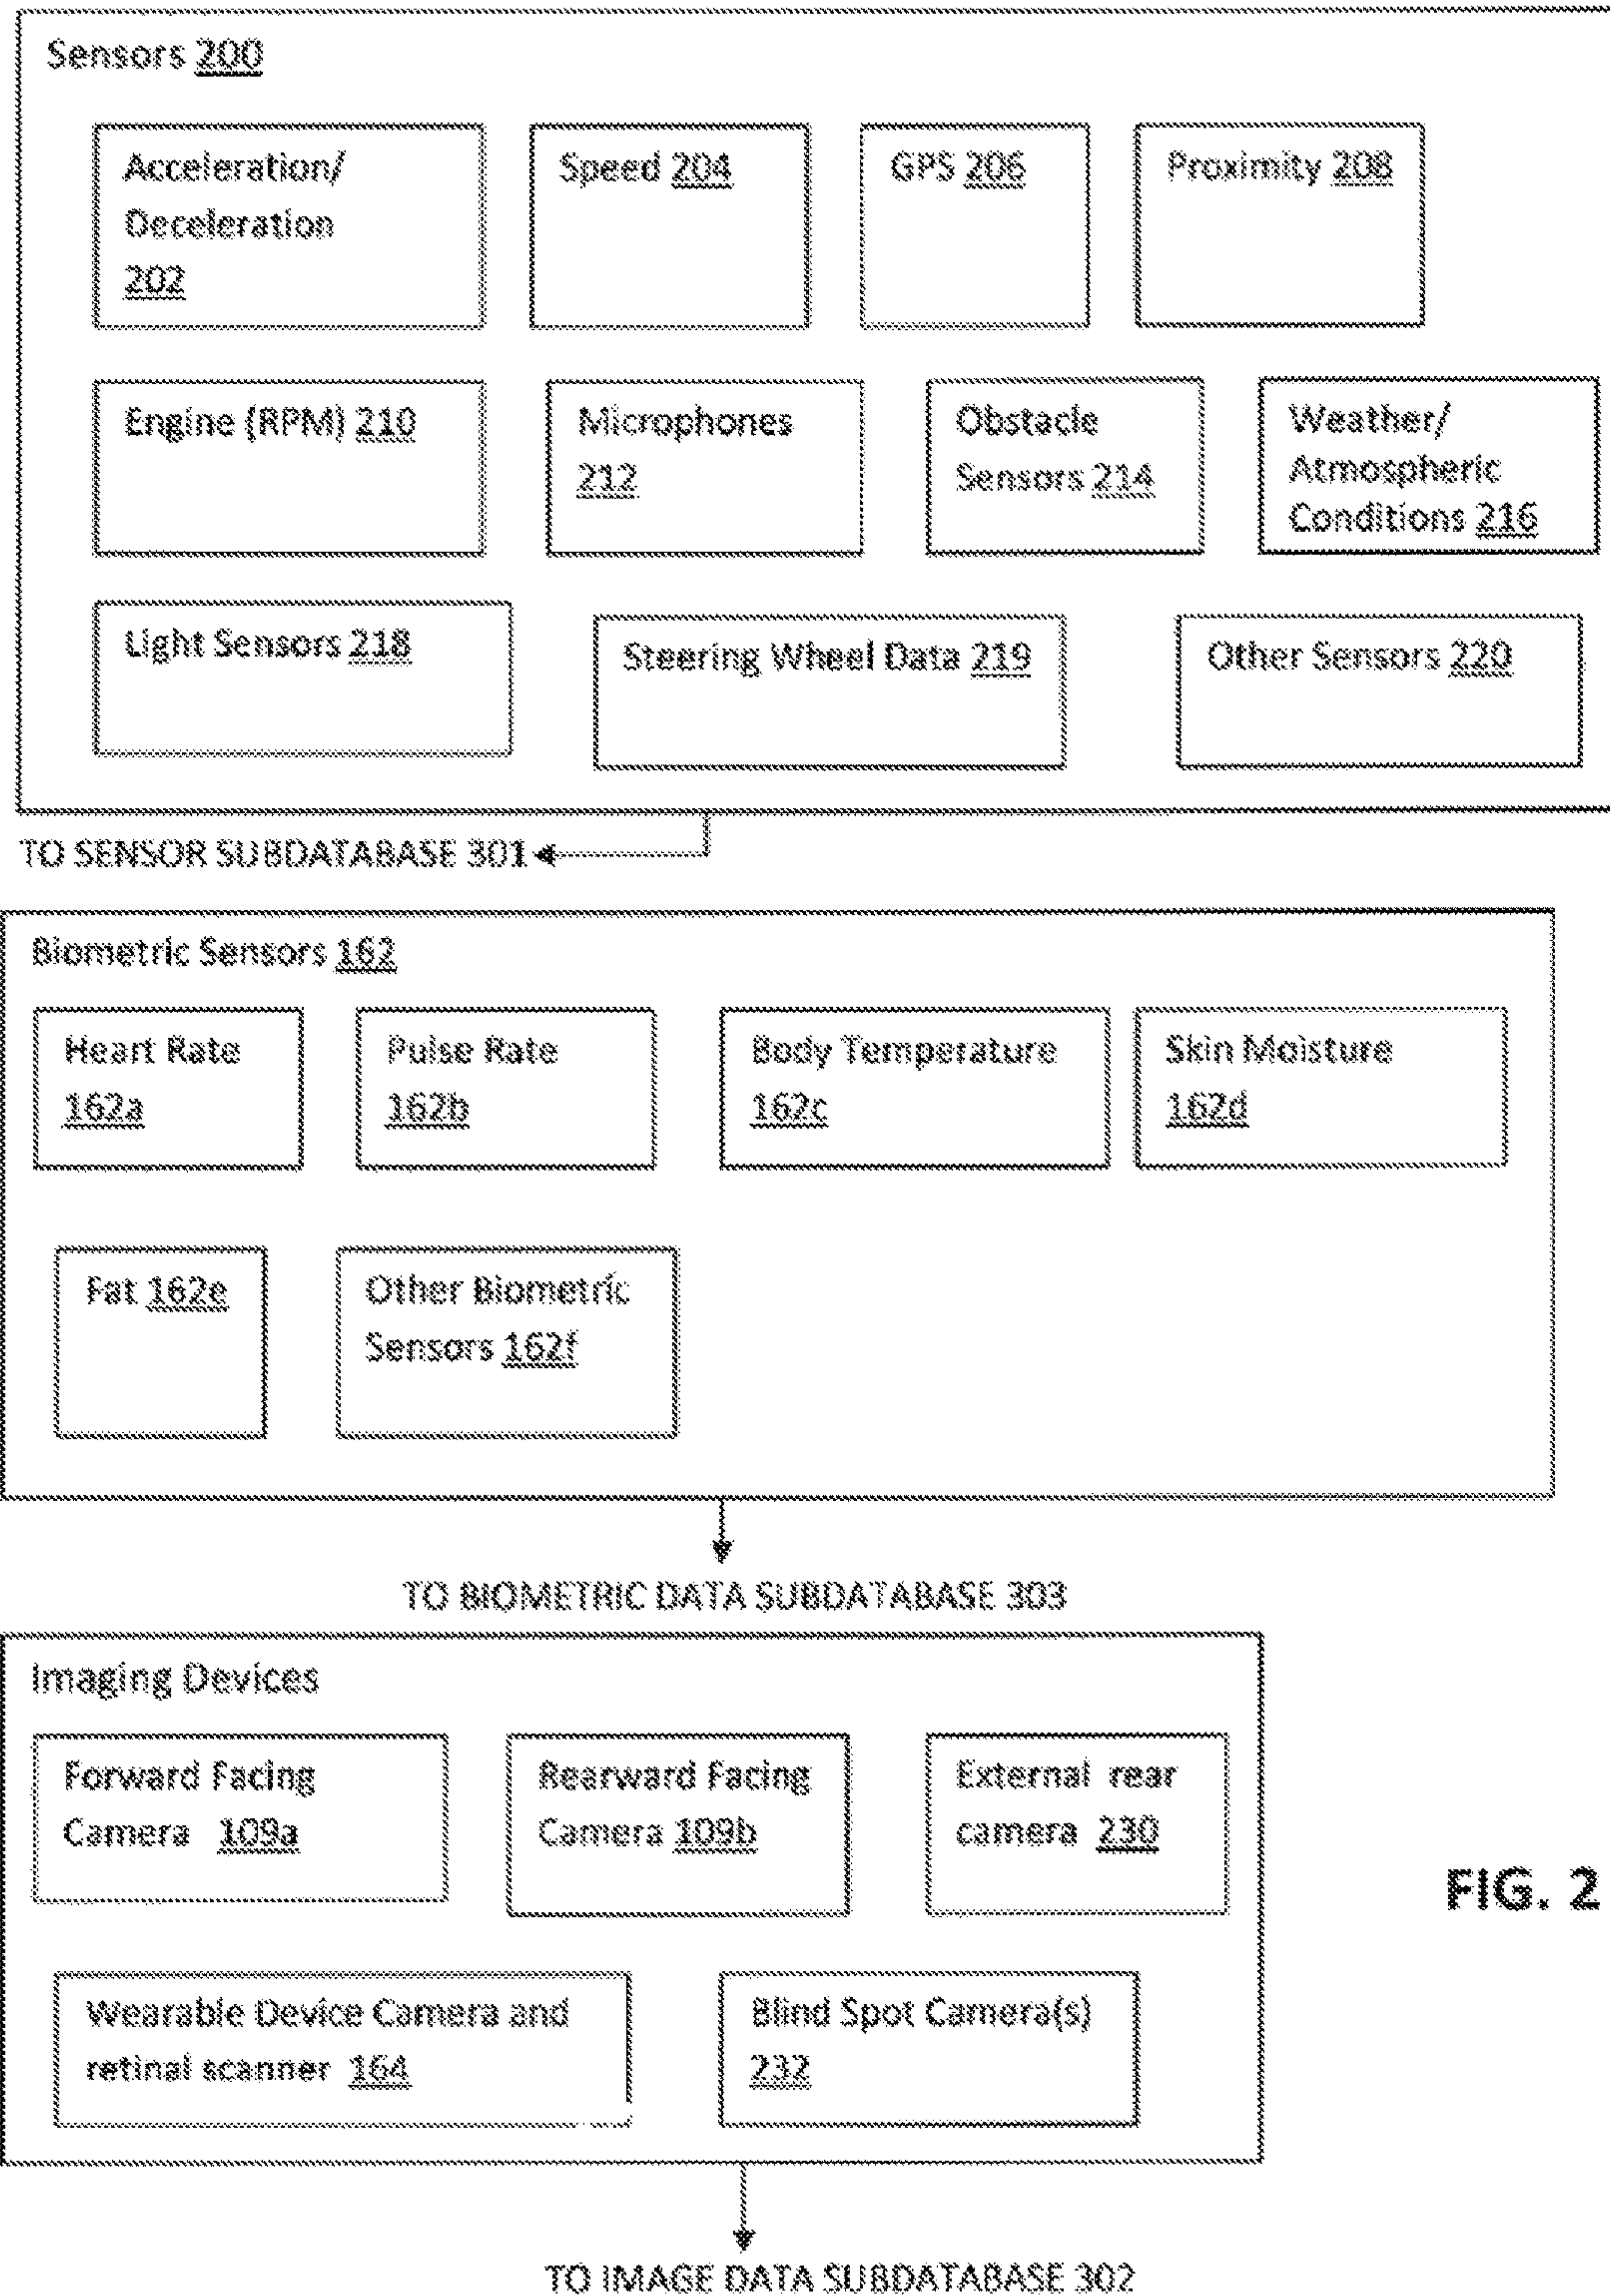 Sensors 200
Acceleration/
Deceleration
202
Speed 204
GPS 206
Proximity 208
Engine (RPM) 210
Microphones
212
Obstacle
Sensors 214
Weather/
Atmospheric
Conditions 216
Light Sensors 218
Steering Wheel Data 219
Other Sensors 220
TO SENSOR SUBDATABASE 301
Biometric Sensors 162
Heart Rate
162a
Pulse Rate
162b
Body Temperature
162c
Skin Moisture
162d
Fat 162e
Other Biometric
Sensors 162f
TO BIOMETRIC DATA SUBDATABASE 303
Imaging Devices
Forward Facing
Camera 109a
Rearward Facing
Camera 109b
External rear
camera 230
Wearable Device Camera and
retinal scanner 164
Blind Spot Camera(s)
232
FIG. 2
TO IMAGE DATA SUBDATABASE 302